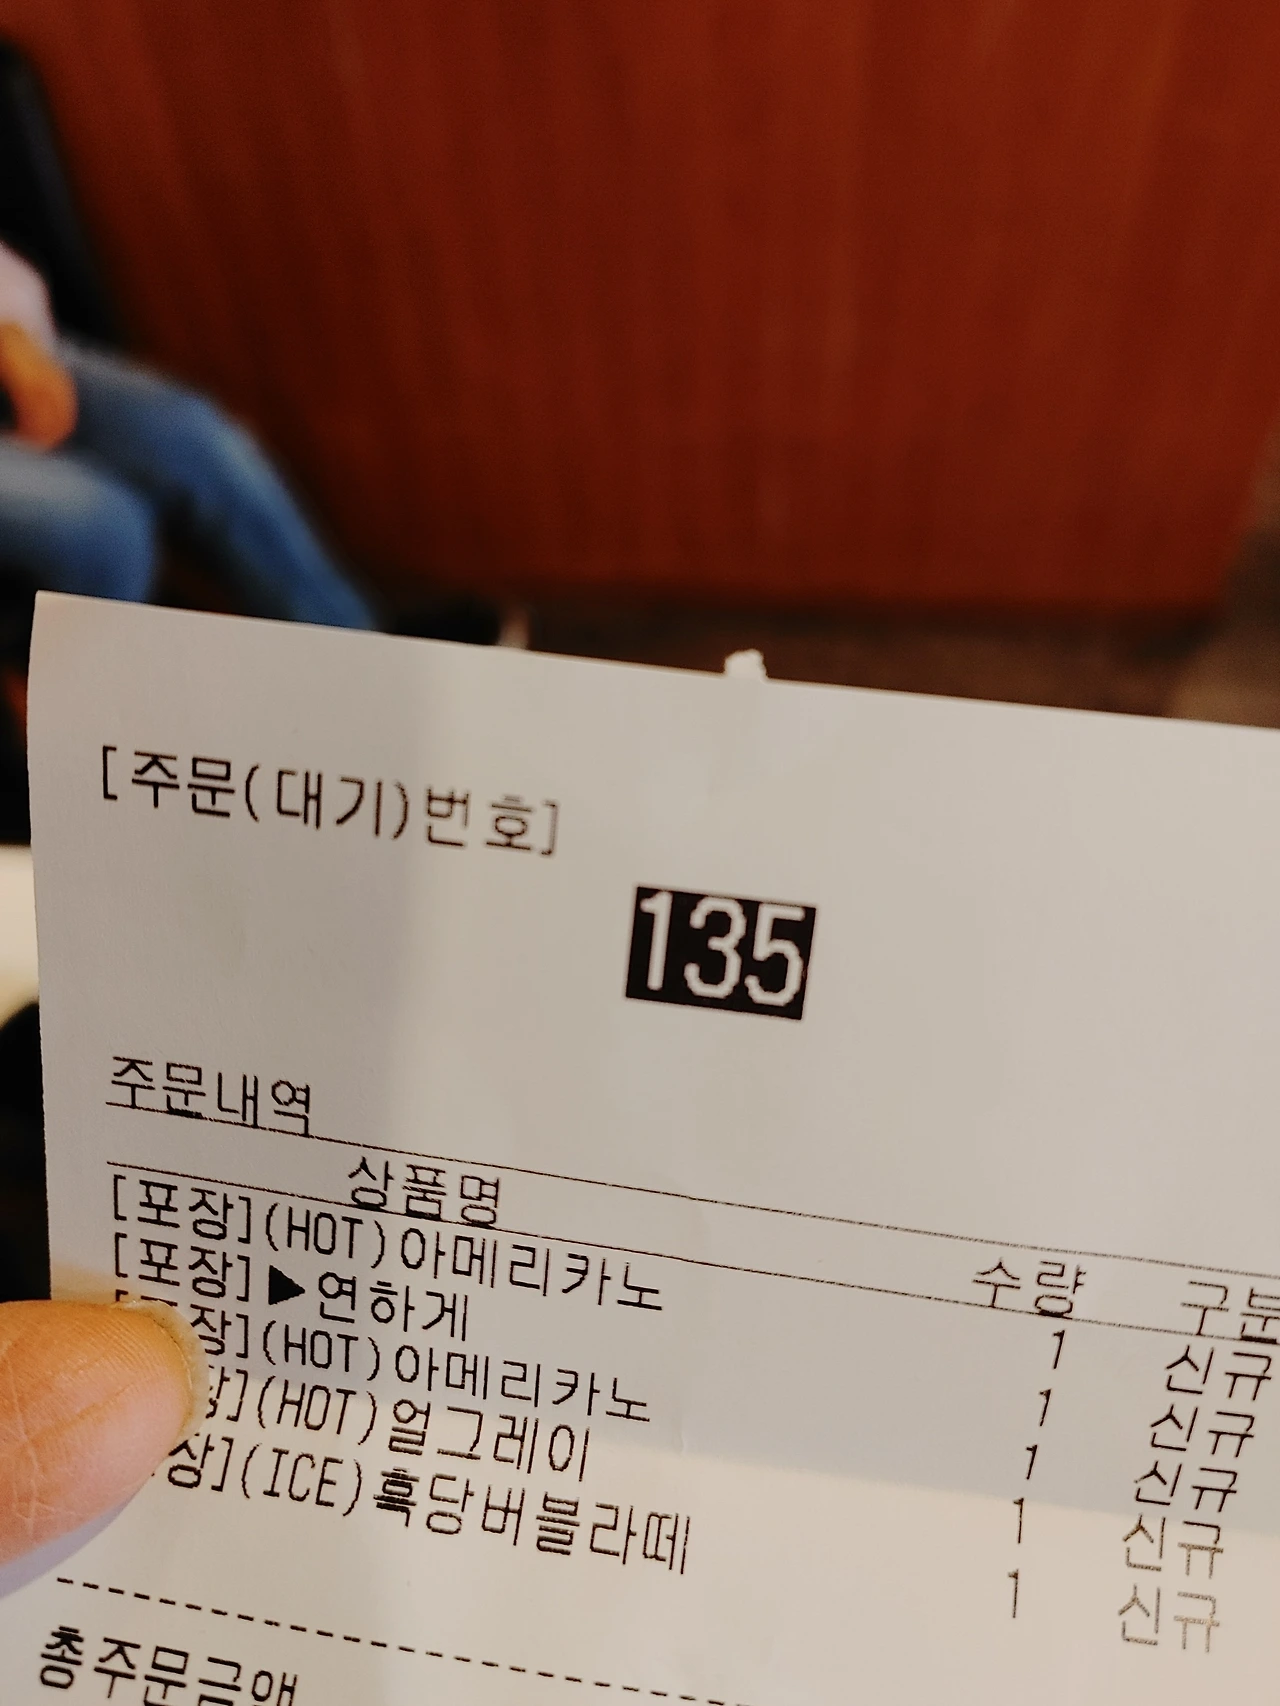 [주문(대기)번호]
135
주문내역
상품명 수량 구분
[포장](HOT)아메리카노 1 신규
[포장]▶연하게 1 신규
장](HOT)아메리카노 1 신규
장](HOT)얼그레이 1 신규
장](ICE)흑당버블라떼 1 신규
총주문금액